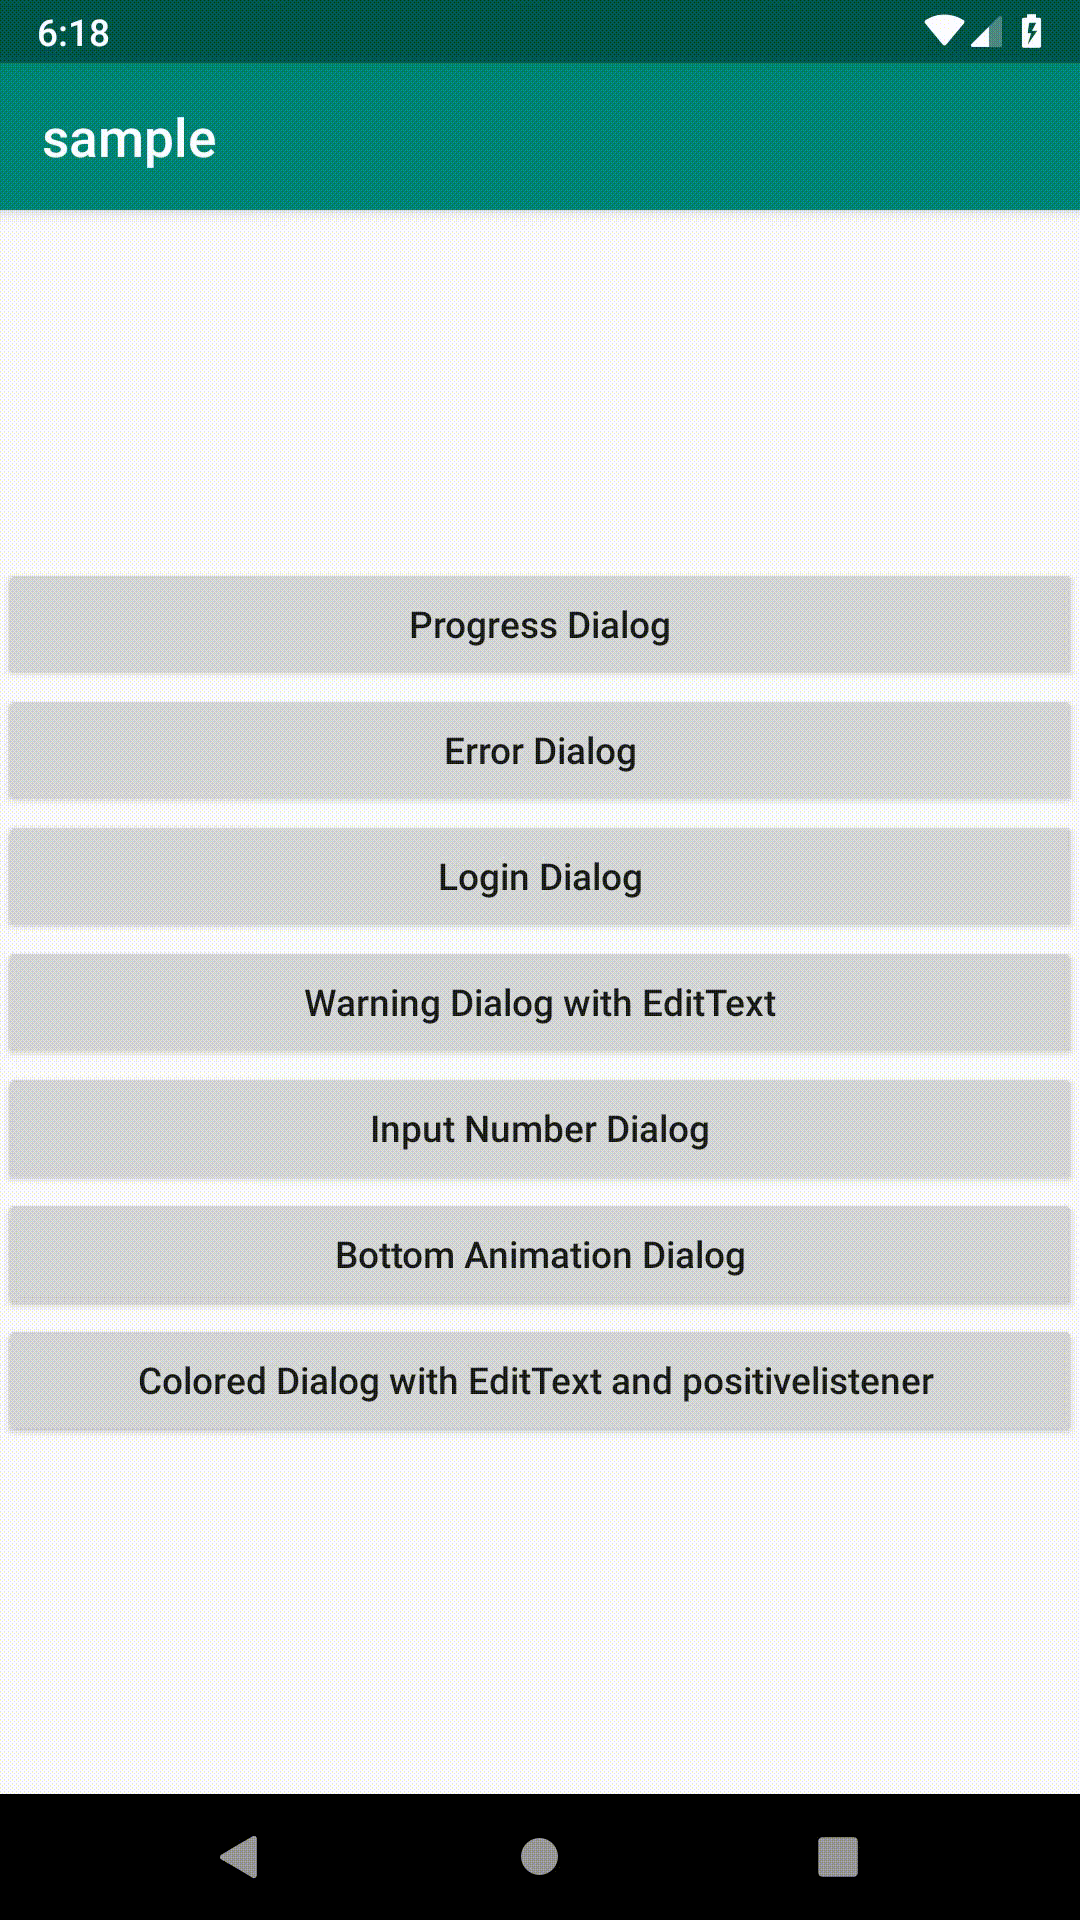 6:18
sample
Progress Dialog
Error Dialog
Login Dialog
Warning Dialog with EditText
Input Number Dialog
Bottom Animation Dialog
Colored Dialog with EditText and positivelistener